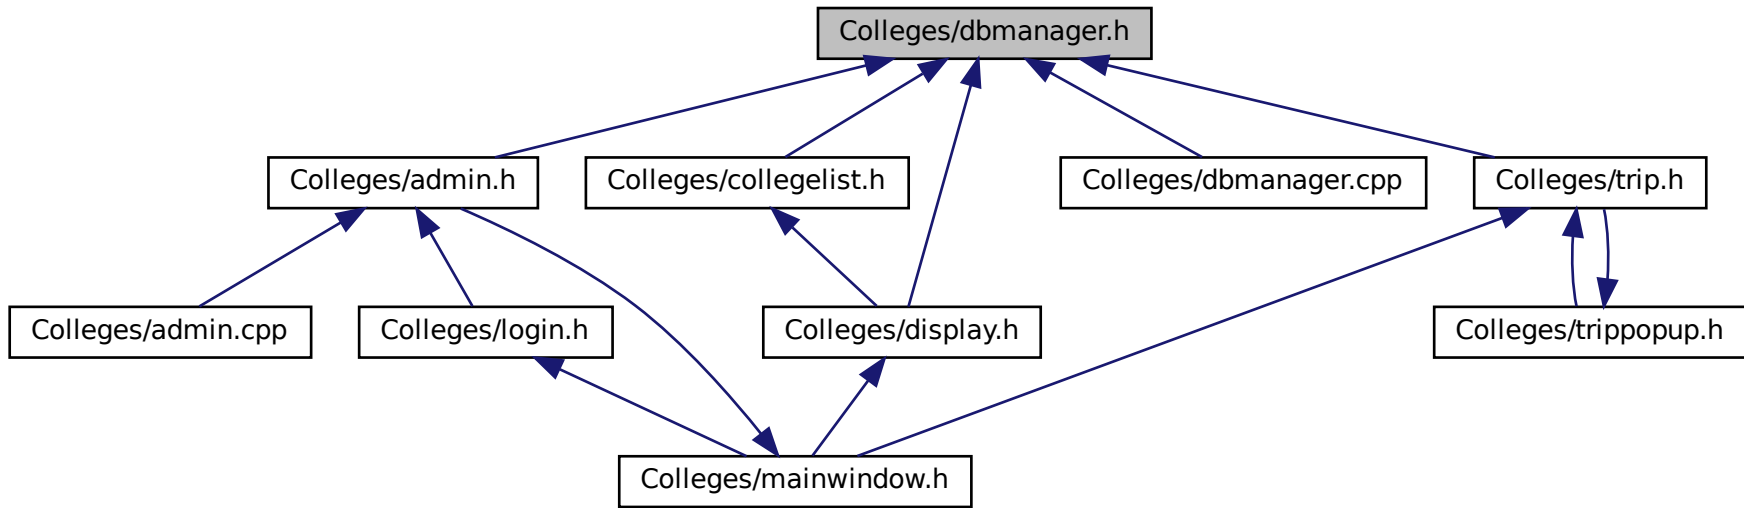 Colleges/dbmanager.h
Colleges/admin.h
Colleges/collegelist.h
Colleges/dbmanager.cpp
Colleges/trip.h
Colleges/admin.cpp
Colleges/login.h
Colleges/display.h
Colleges/trippopup.h
Colleges/mainwindow.h